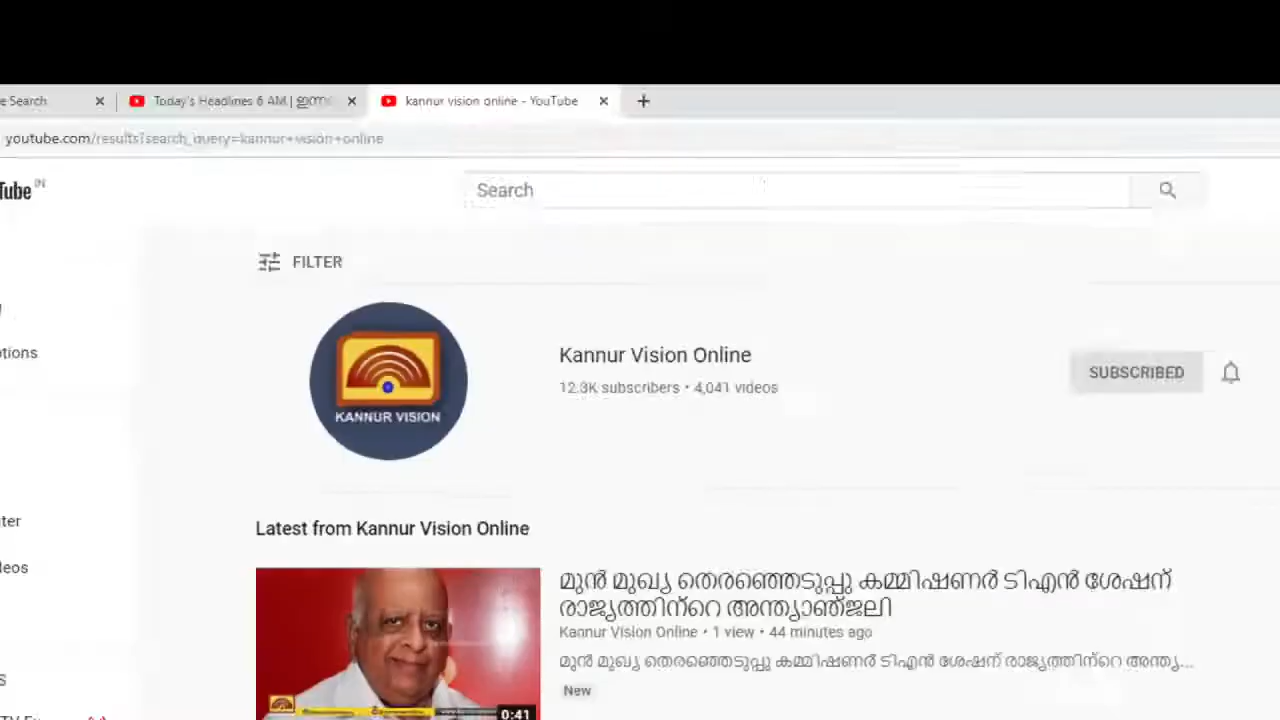 e Search
Today's Headlines 6 AM |
kannur vision online - YouTube
youtube.com/results?search_query=kannur+vision+online
Tube IN
Search
FILTER
KANNUR VISION
Kannur Vision Online
12.3K subscribers • 4,041 videos
SUBSCRIBED
otions
ter
leos
Latest from Kannur Vision Online
മുൻ മുഖ്യ തെരഞ്ഞെടുപ്പു കമ്മിഷണർ ടിഎൻ ശേഷന്
രാജ്യത്തിന്റെ അന്ത്യാഞ്ജലി
Kannur Vision Online • 1 view • 44 minutes ago
മുൻ മുഖ്യ തെരഞ്ഞെടുപ്പു കമ്മിഷണർ ടിഎൻ ശേഷന് രാജ്യത്തിന്റെ അന്ത്യ...
New
0:41